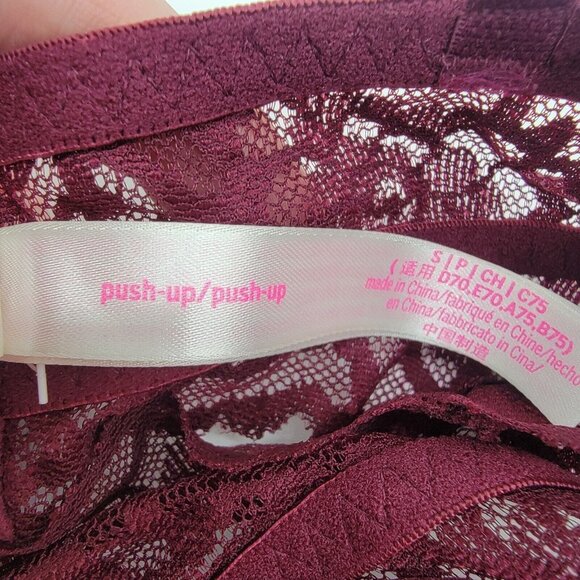 push-up/push-up
S | P | CH | C75
(适用 D70,E70,A75,B75)
made in China/fabriqué en Chine/hecho
en China/fabbricato in Cina/
中国制造